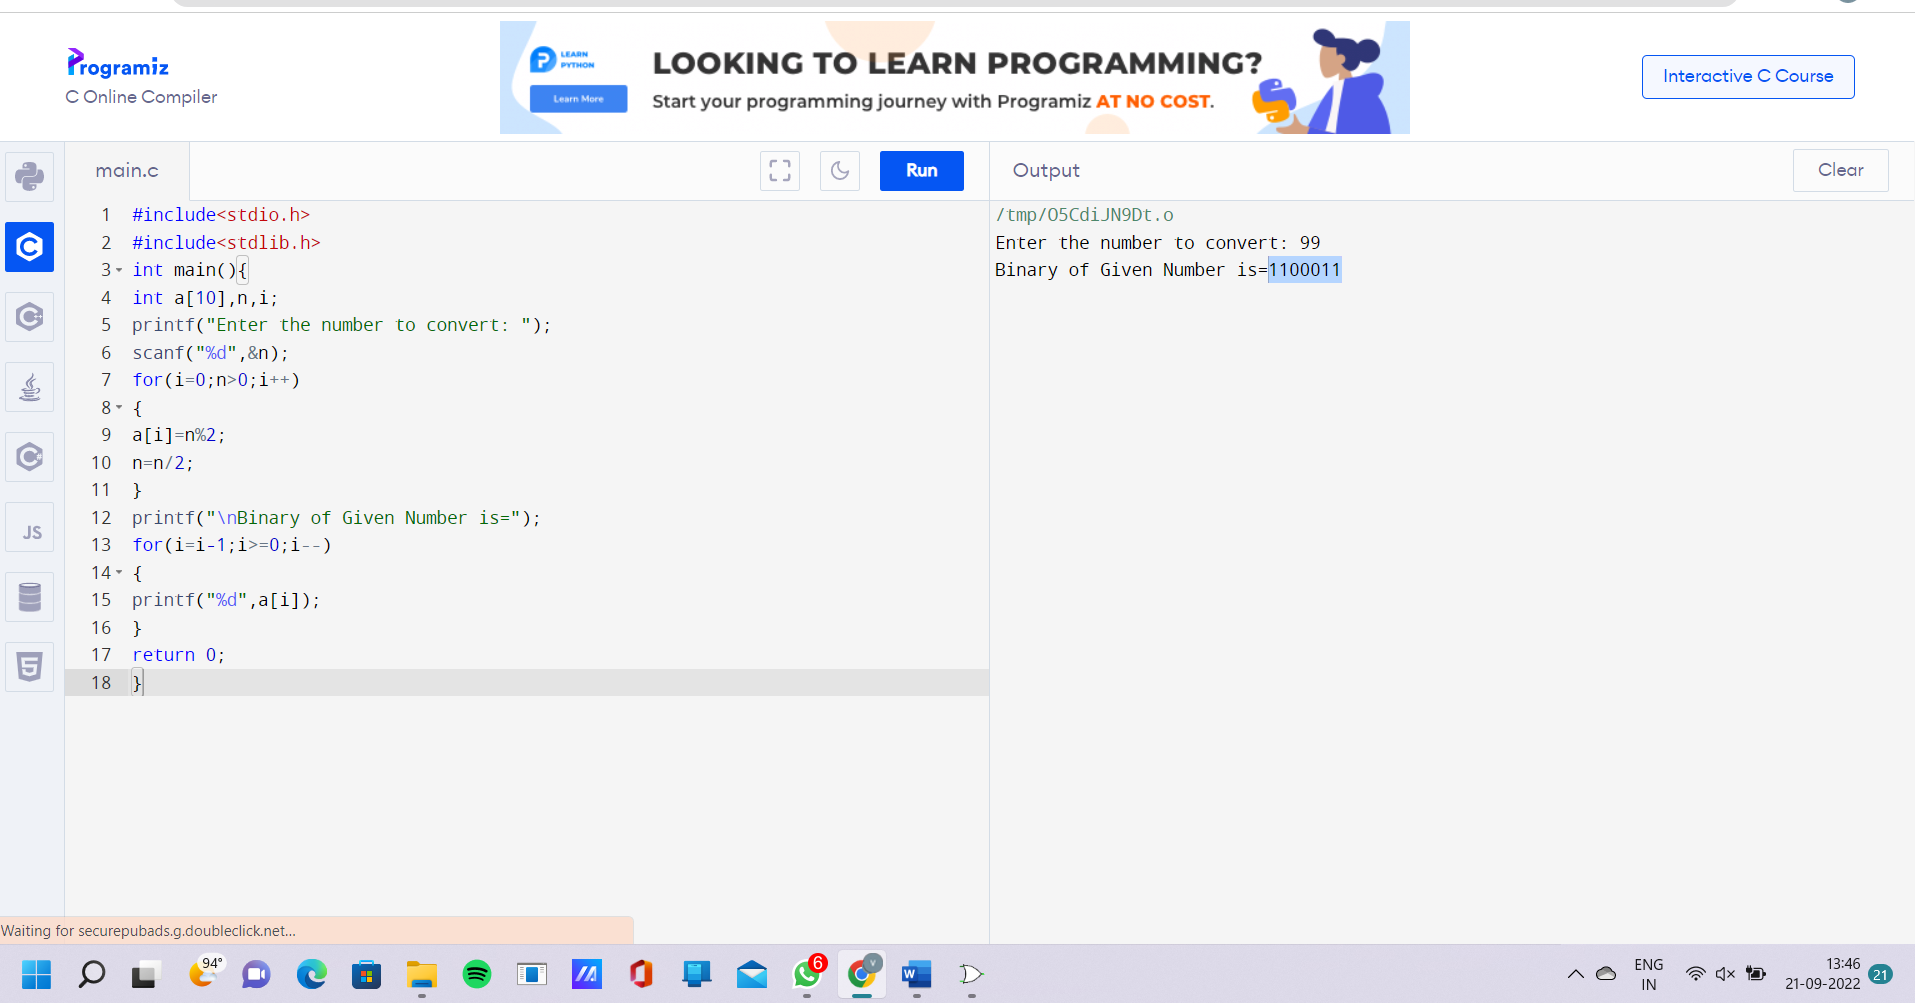 Programiz
C Online Compiler
LEARN PYTHON
Learn More
LOOKING TO LEARN PROGRAMMING?
Start your programming journey with Programiz AT NO COST.
Interactive C Course
main.c
Run
Output
Clear
1 #include<stdio.h>
2 #include<stdlib.h>
3 int main(){
4 int a[10],n,i;
5 printf("Enter the number to convert: ");
6 scanf("%d",&n);
7 for(i=0;n>0;i++)
8 {
9 a[i]=n%2;
10 n=n/2;
11 }
12 printf("\nBinary of Given Number is=");
13 for(i=i-1;i>=0;i--)
14 {
15 printf("%d",a[i]);
16 }
17 return 0;
18 }
/tmp/O5CdiJN9Dt.o
Enter the number to convert: 99
Binary of Given Number is=1100011
JS
Waiting for securepubads.g.doubleclick.net...
94°
6
ENG
IN
13:46
21-09-2022
21